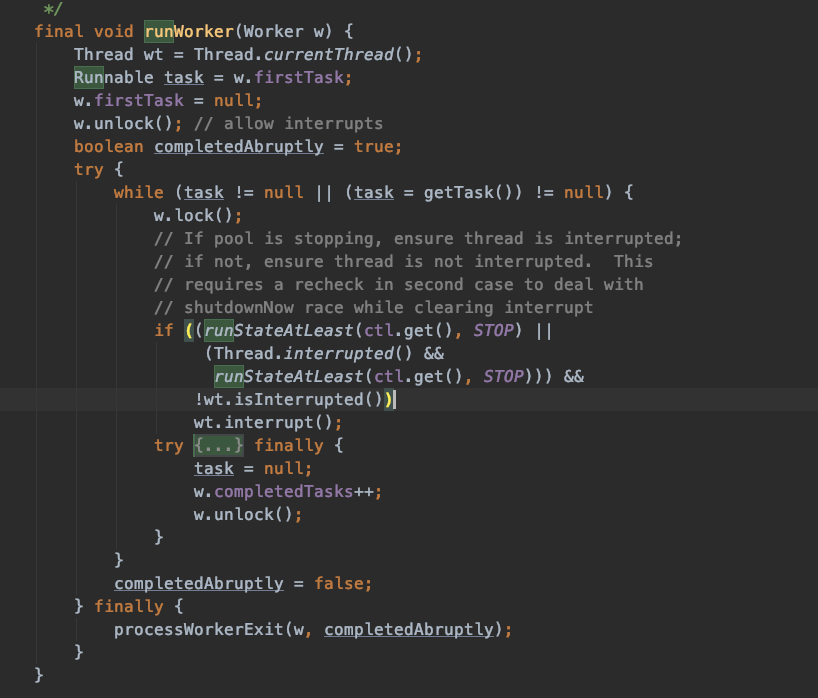 */
final void runWorker(Worker w) {
Thread wt = Thread.currentThread();
Runnable task = w.firstTask;
w.firstTask = null;
w.unlock(); // allow interrupts
boolean completedAbruptly = true;
try {
while (task != null || (task = getTask()) != null) {
w.lock();
// If pool is stopping, ensure thread is interrupted;
// if not, ensure thread is not interrupted.  This
// requires a recheck in second case to deal with
// shutdownNow race while clearing interrupt
if ((runStateAtLeast(ctl.get(), STOP) ||
(Thread.interrupted() &&
runStateAtLeast(ctl.get(), STOP))) &&
!wt.isInterrupted())
wt.interrupt();
try {...} finally {
task = null;
w.completedTasks++;
w.unlock();
}
}
completedAbruptly = false;
} finally {
processWorkerExit(w, completedAbruptly);
}
}